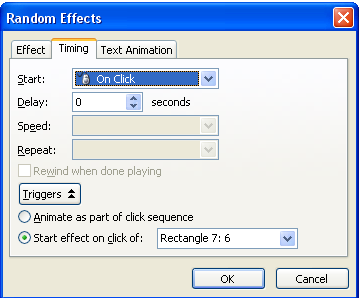 Random Effects
Effect Timing Text Animation
Start: On Click
Delay: 0 seconds
Speed:
Repeat:
Rewind when done playing
Triggers
Animate as part of click sequence
Start effect on click of: Rectangle 7: 6
OK Cancel